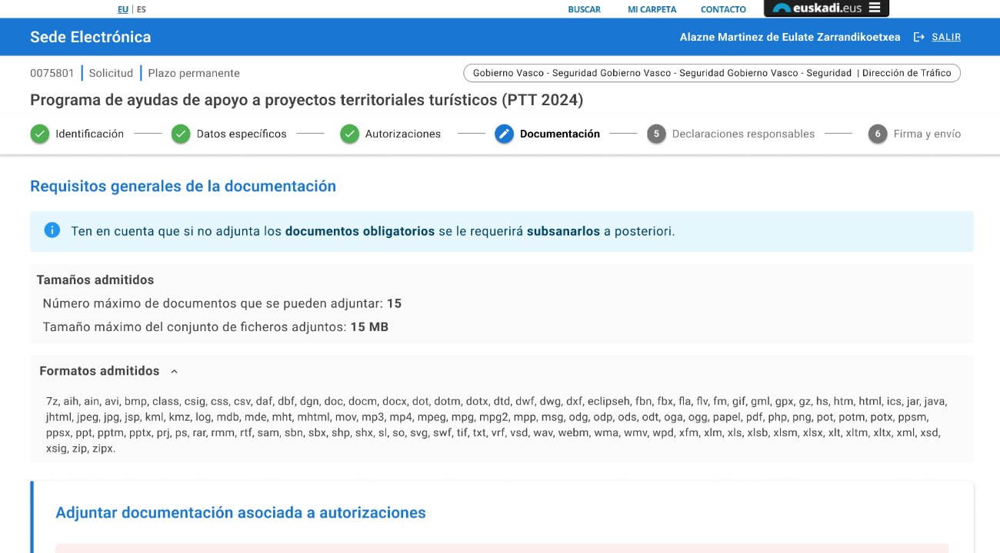 EU | ES
BUSCAR MI CARPETA CONTACTO euskadi.eus
Sede Electrónica
Alazne Martinez de Eulate Zarrandikoetxea SALIR
0075801 Solicitud Plazo permanente
Gobierno Vasco - Seguridad Gobierno Vasco - Seguridad Gobierno Vasco - Seguridad | Dirección de Tráfico
Programa de ayudas de apoyo a proyectos territoriales turísticos (PTT 2024)
Identificación Datos específicos Autorizaciones Documentación 5 Declaraciones responsables 6 Firma y envío
Requisitos generales de la documentación
Ten en cuenta que si no adjunta los documentos obligatorios se le requerirá subsanarlos a posteriori.
Tamaños admitidos
Número máximo de documentos que se pueden adjuntar: 15
Tamaño máximo del conjunto de ficheros adjuntos: 15 MB
Formatos admitidos
7z, aih, ain, avi, bmp, class, csig, css, csv, daf, dbf, dgn, doc, docm, docx, dot, dotm, dotx, dtd, dwf, dwg, dxf, eclipseh, fbn, fbx, fla, flv, fm, gif, gml, gpx, gz, hs, htm, html, ics, jar, java,
jhtml, jpeg, jpg, jsp, kml, kmz, log, mdb, mde, mht, mhtml, mov, mp3, mp4, mpeg, mpg, mpg2, mpp, msg, odg, odp, ods, odt, oga, ogg, papel, pdf, php, png, pot, potm, potx, ppsm,
ppsx, ppt, pptm, pptx, prj, ps, rar, rmm, rtf, sam, sbn, sbx, shp, shx, sl, so, svg, swf, tif, txt, vrf, vsd, wav, webm, wma, wmv, wpd, xfm, xlm, xls, xlsb, xlsm, xlsx, xlt, xltm, xltx, xml, xsd,
xsig, zip, zipx.
Adjuntar documentación asociada a autorizaciones